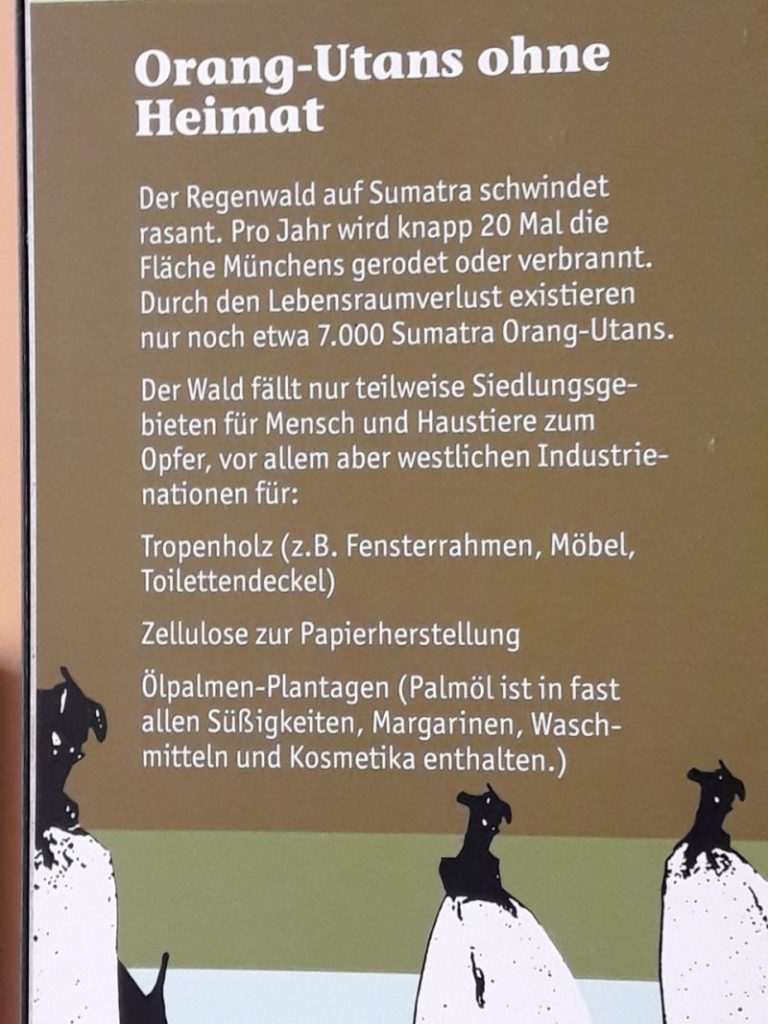 Orang-Utans ohne
Heimat
Der Regenwald auf Sumatra schwindet
rasant. Pro Jahr wird knapp 20 Mal die
Fläche Münchens gerodet oder verbrannt.
Durch den Lebensraumverlust existieren
nur noch etwa 7.000 Sumatra Orang-Utans.
Der Wald fällt nur teilweise Siedlungsge-
bieten für Mensch und Haustiere zum
Opfer, vor allem aber westlichen Industrie-
nationen für:
Tropenholz (z.B. Fensterrahmen, Möbel,
Toilettendeckel)
Zellulose zur Papierherstellung
Ölpalmen-Plantagen (Palmöl ist in fast
allen Süßigkeiten, Margarinen, Wasch-
mitteln und Kosmetika enthalten.)